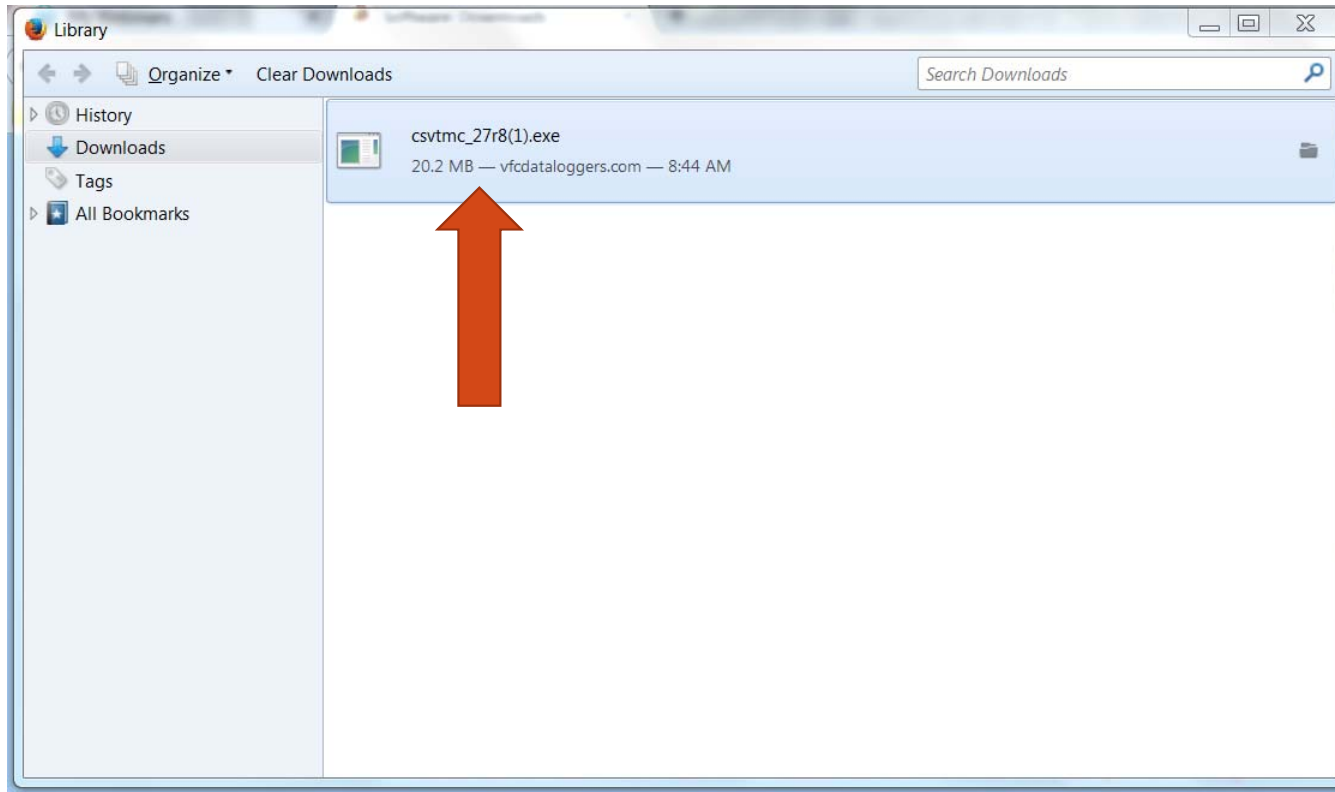 Library
Organize Clear Downloads
Search Downloads
History
Downloads
Tags
All Bookmarks
csvtmc_27r8(1).exe
20.2 MB — vfcdataloggers.com — 8:44 AM